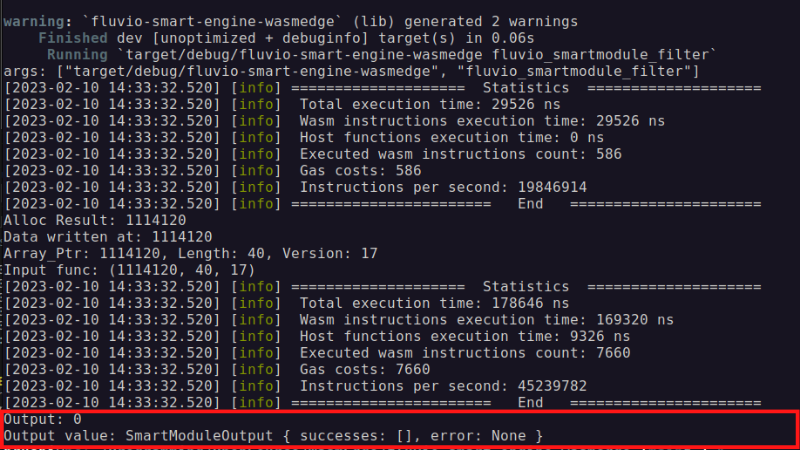 warning: `fluvio-smart-engine-wasmedge` (lib) generated 2 warnings
Finished dev [unoptimized + debuginfo] target(s) in 0.06s
Running `target/debug/fluvio-smart-engine-wasmedge fluvio_smartmodule_filter`
args: ["target/debug/fluvio-smart-engine-wasmedge", "fluvio_smartmodule_filter"]
[2023-02-10 14:33:32.520] [info] ==================== Statistics ====================
[2023-02-10 14:33:32.520] [info] Total execution time: 29526 ns
[2023-02-10 14:33:32.520] [info] Wasm instructions execution time: 29526 ns
[2023-02-10 14:33:32.520] [info] Host functions execution time: 0 ns
[2023-02-10 14:33:32.520] [info] Executed wasm instructions count: 586
[2023-02-10 14:33:32.520] [info] Gas costs: 586
[2023-02-10 14:33:32.520] [info] Instructions per second: 19846914
[2023-02-10 14:33:32.520] [info] ======================= End ======================
Alloc Result: 1114120
Data written at: 1114120
Array_Ptr: 1114120, Length: 40, Version: 17
Input func: (1114120, 40, 17)
[2023-02-10 14:33:32.520] [info] ==================== Statistics ====================
[2023-02-10 14:33:32.520] [info] Total execution time: 178646 ns
[2023-02-10 14:33:32.520] [info] Wasm instructions execution time: 169320 ns
[2023-02-10 14:33:32.520] [info] Host functions execution time: 9326 ns
[2023-02-10 14:33:32.520] [info] Executed wasm instructions count: 7660
[2023-02-10 14:33:32.520] [info] Gas costs: 7660
[2023-02-10 14:33:32.520] [info] Instructions per second: 45239782
[2023-02-10 14:33:32.520] [info] ======================= End ======================
Output: 0
Output value: SmartModuleOutput { successes: [], error: None }